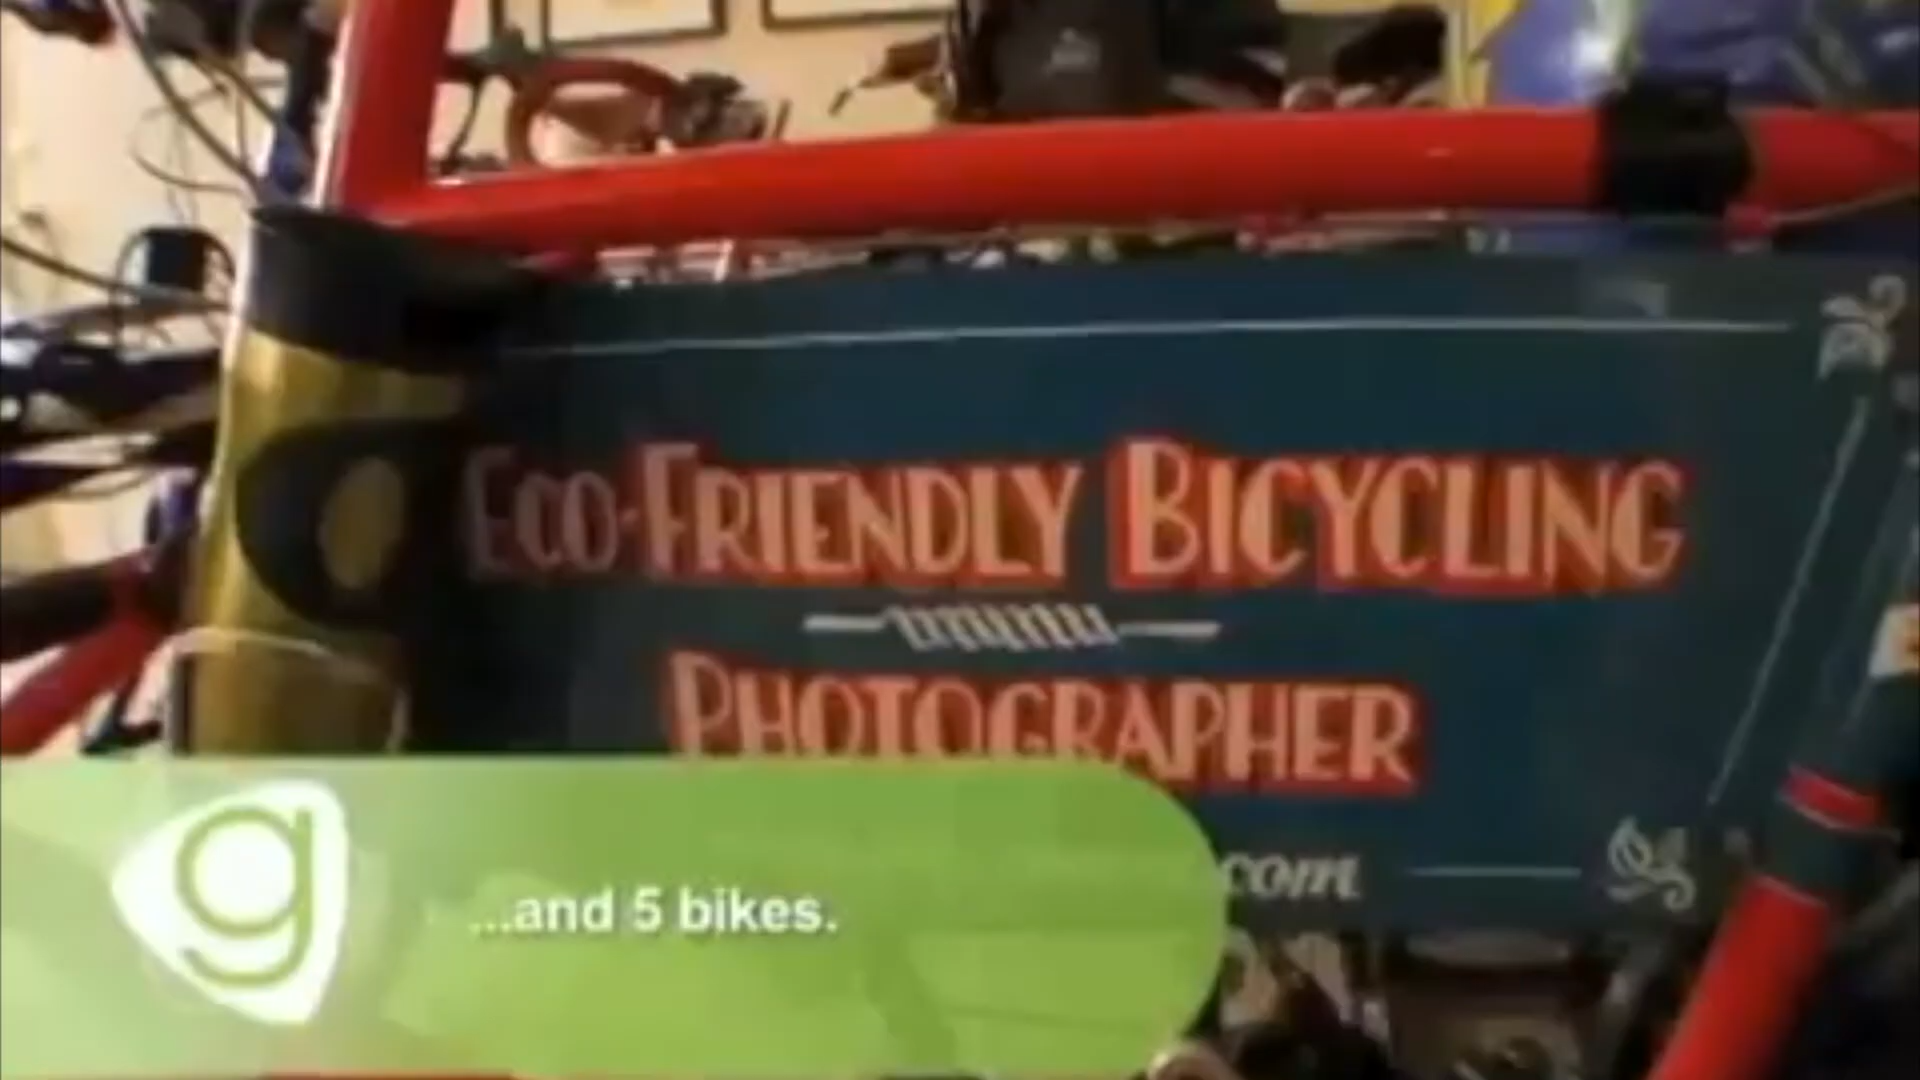 Eco-Friendly Bicycling
Photographer
com
g
...and 5 bikes.